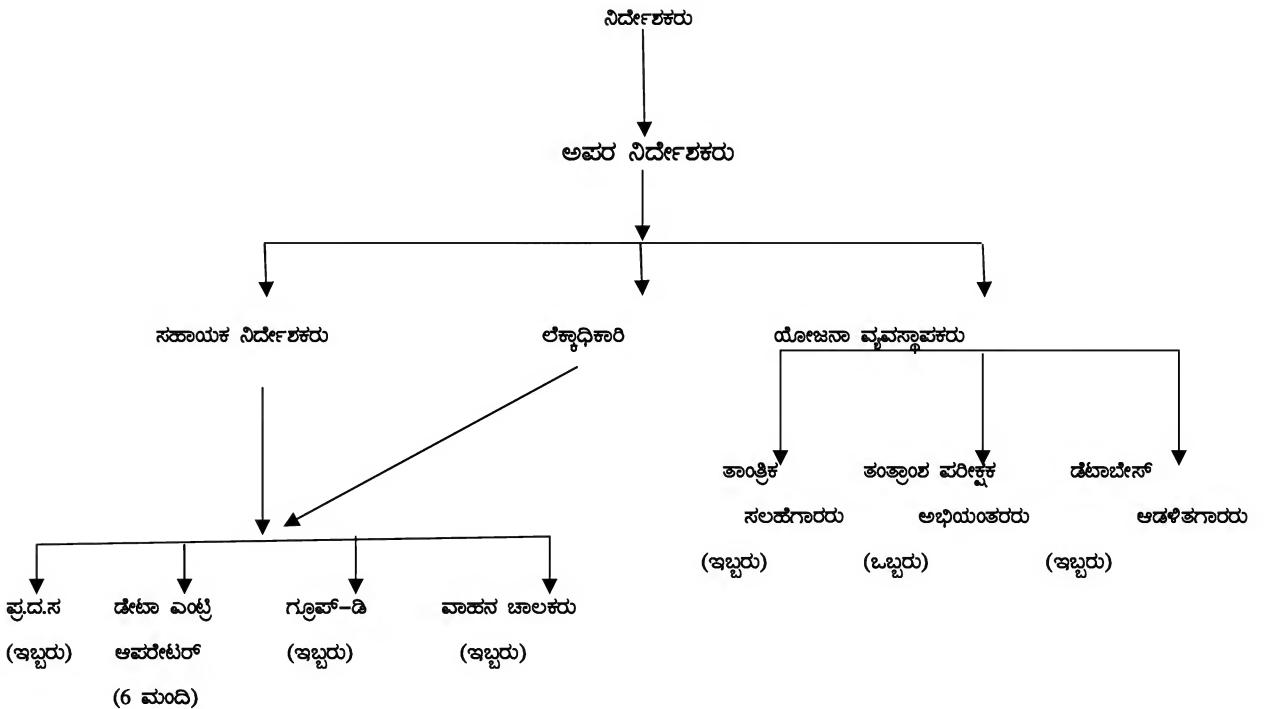 ನಿರ್ದೇಶಕರು
ಅಪರ ನಿರ್ದೇಶಕರು
ಸಹಾಯಕ ನಿರ್ದೇಶಕರು ಲೆಕ್ಕಾಧಿಕಾರಿ ಯೋಜನಾ ವ್ಯವಸ್ಥಾಪಕರು
ತಾಂತ್ರಿಕ ತಂತ್ರಾಂಶ ಪರೀಕ್ಷಕ ಡೆಟಾಬೇಸ್
ಸಲಹೆಗಾರರು ಅಭಿಯಂತರರು ಆಡಳಿತಗಾರರು
(ಇಬ್ಬರು) (ಒಬ್ಬರು) (ಇಬ್ಬರು)
ಪ್ರ.ದ.ಸ ಡೇಟಾ ಎಂಟ್ರಿ ಗ್ರೂಪ್-ಡಿ ವಾಹನ ಚಾಲಕರು
(ಇಬ್ಬರು) ಆಪರೇಟರ್ (ಇಬ್ಬರು) (ಇಬ್ಬರು)
(6 ಮಂದಿ)